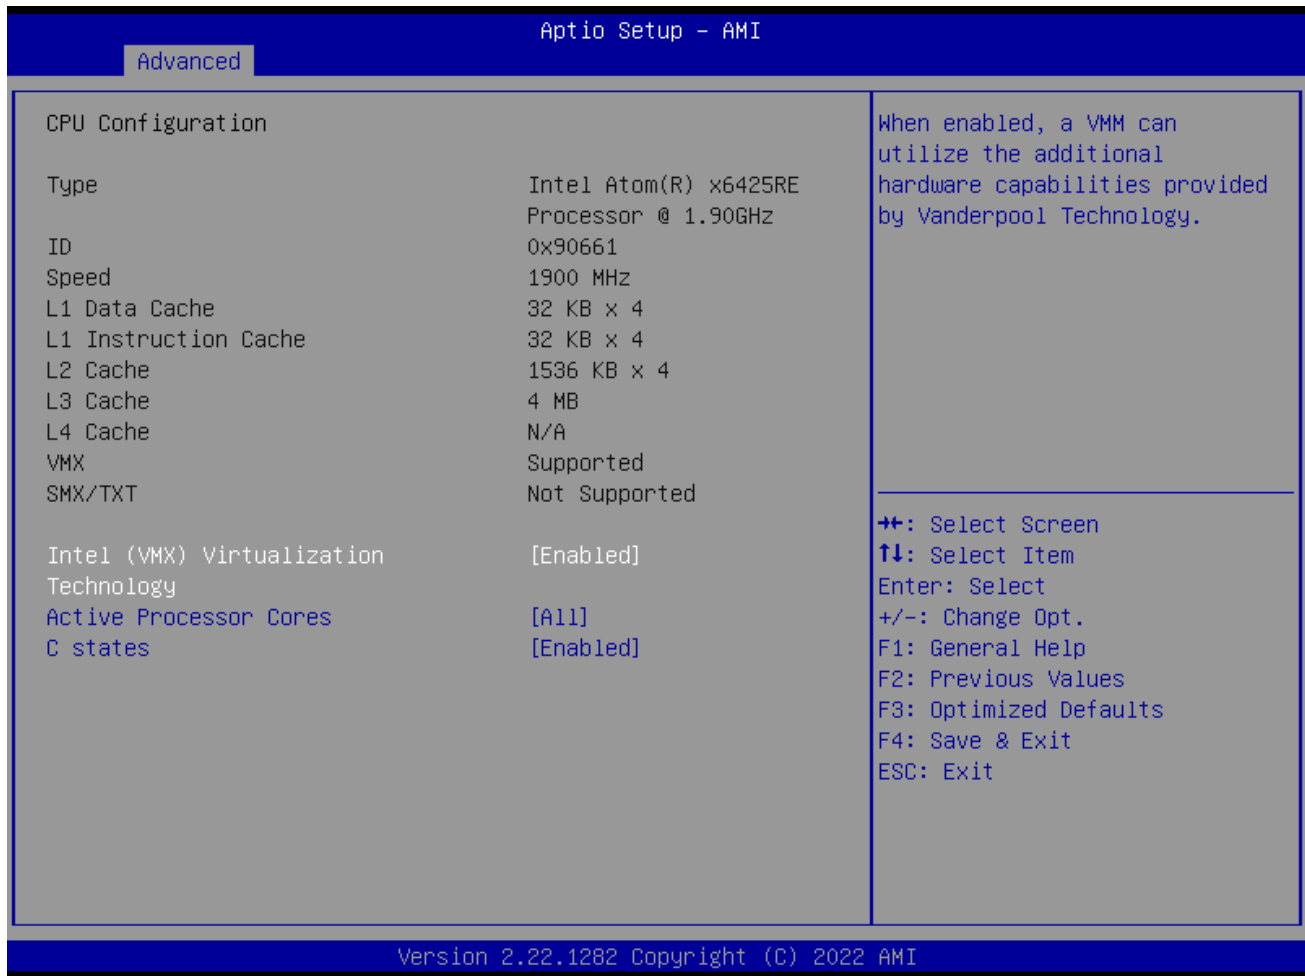 Aptio Setup – AMI
Advanced
CPU Configuration
Type Intel Atom(R) x6425RE
Processor @ 1.90GHz
ID 0x90661
Speed 1900 MHz
L1 Data Cache 32 KB x 4
L1 Instruction Cache 32 KB x 4
L2 Cache 1536 KB x 4
L3 Cache 4 MB
L4 Cache N/A
VMX Supported
SMX/TXT Not Supported
Intel (VMX) Virtualization [Enabled]
Technology
Active Processor Cores [All]
C states [Enabled]
When enabled, a VMM can
utilize the additional
hardware capabilities provided
by Vanderpool Technology.
→←: Select Screen
↑↓: Select Item
Enter: Select
+/-: Change Opt.
F1: General Help
F2: Previous Values
F3: Optimized Defaults
F4: Save & Exit
ESC: Exit
Version 2.22.1282 Copyright (C) 2022 AMI